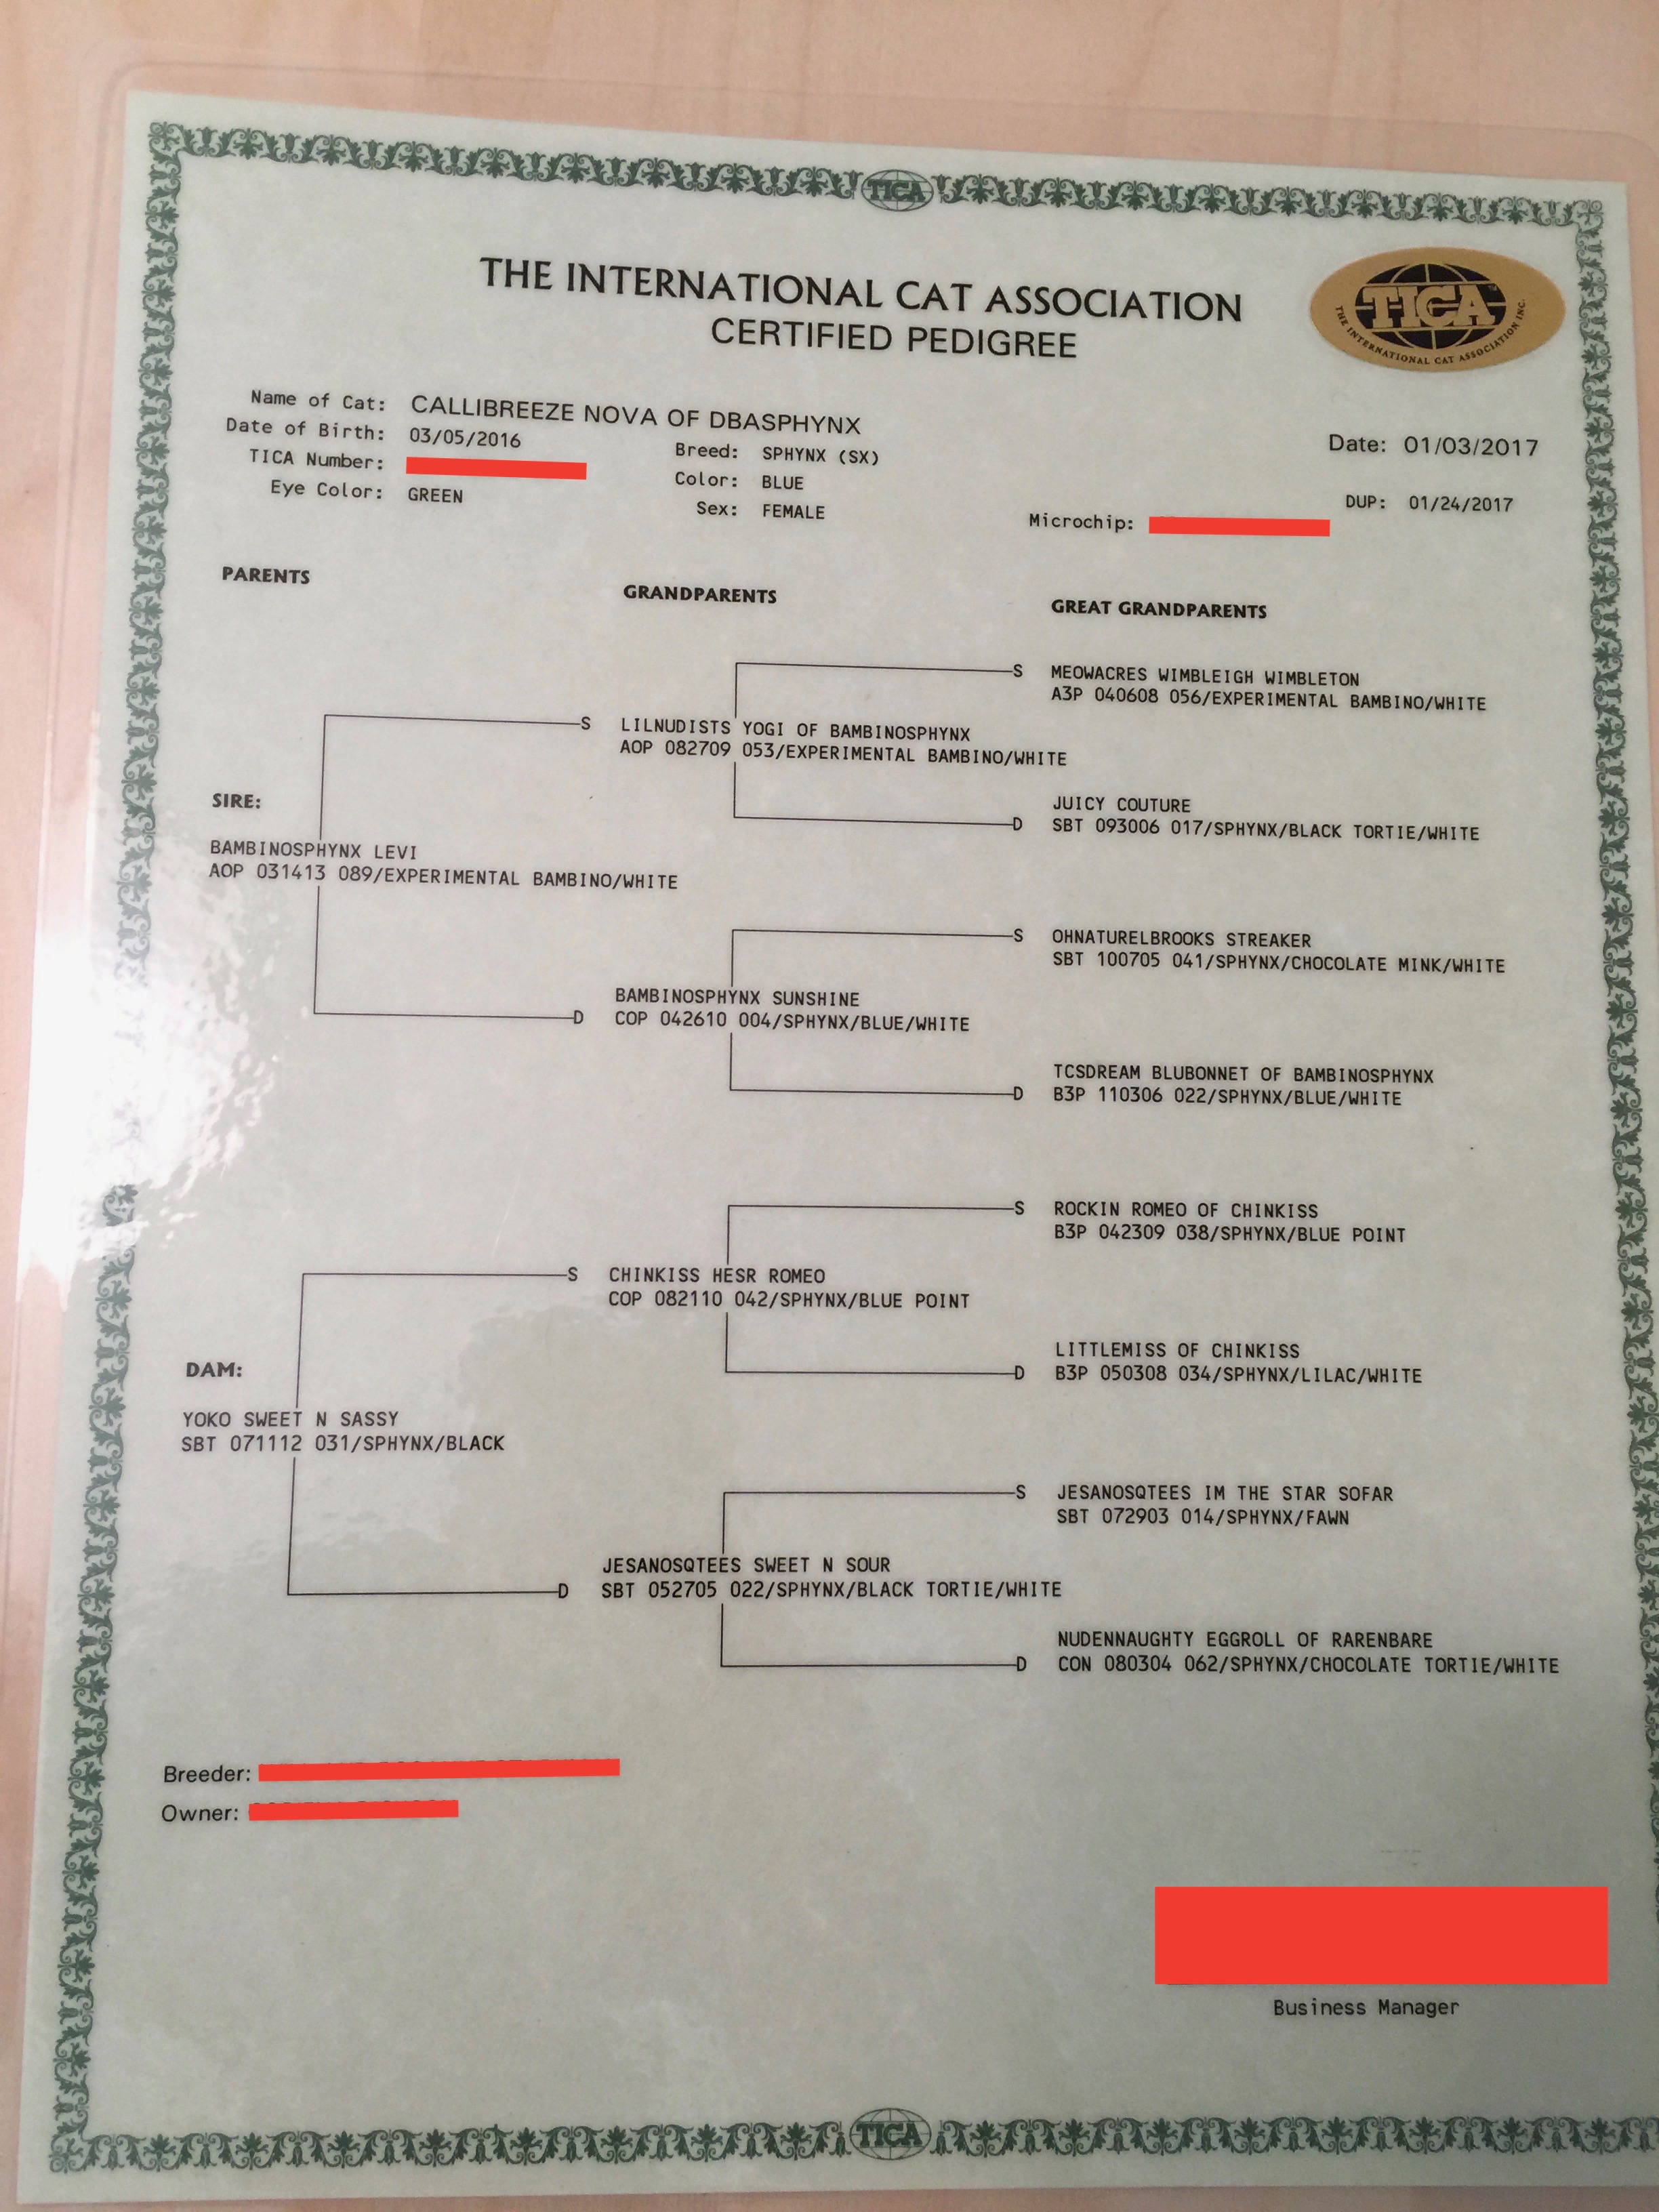 TICA
THE INTERNATIONAL CAT ASSOCIATION
CERTIFIED PEDIGREE
TICA
THE INTERNATIONAL CAT ASSOCIATION INC.
Name of Cat: CALLIBREEZE NOVA OF DBASPHYNX
Date of Birth: 03/05/2016
Breed: SPHYNX (SX)
Date: 01/03/2017
TICA Number:
Color: BLUE
Eye Color: GREEN
Sex: FEMALE
DUP: 01/24/2017
Microchip:
PARENTS
GRANDPARENTS
GREAT GRANDPARENTS
S MEOWACRES WIMBLEIGH WIMBLETON
A3P 040608 056/EXPERIMENTAL BAMBINO/WHITE
S LILNUDISTS YOGI OF BAMBINOSPHYNX
AOP 082709 053/EXPERIMENTAL BAMBINO/WHITE
D JUICY COUTURE
SBT 093006 017/SPHYNX/BLACK TORTIE/WHITE
SIRE:
BAMBINOSPHYNX LEVI
AOP 031413 089/EXPERIMENTAL BAMBINO/WHITE
S OHNATURELBROOKS STREAKER
SBT 100705 041/SPHYNX/CHOCOLATE MINK/WHITE
D BAMBINOSPHYNX SUNSHINE
COP 042610 004/SPHYNX/BLUE/WHITE
D TCSDREAM BLUBONNET OF BAMBINOSPHYNX
B3P 110306 022/SPHYNX/BLUE/WHITE
S ROCKIN ROMEO OF CHINKISS
B3P 042309 038/SPHYNX/BLUE POINT
S CHINKISS HESR ROMEO
COP 082110 042/SPHYNX/BLUE POINT
D LITTLEMISS OF CHINKISS
B3P 050308 034/SPHYNX/LILAC/WHITE
DAM:
YOKO SWEET N SASSY
SBT 071112 031/SPHYNX/BLACK
S JESANOSQTEES IM THE STAR SOFAR
SBT 072903 014/SPHYNX/FAWN
D JESANOSQTEES SWEET N SOUR
SBT 052705 022/SPHYNX/BLACK TORTIE/WHITE
D NUDENNAUGHTY EGGROLL OF RARENBARE
CON 080304 062/SPHYNX/CHOCOLATE TORTIE/WHITE
Breeder:
Owner:
Business Manager
TICA